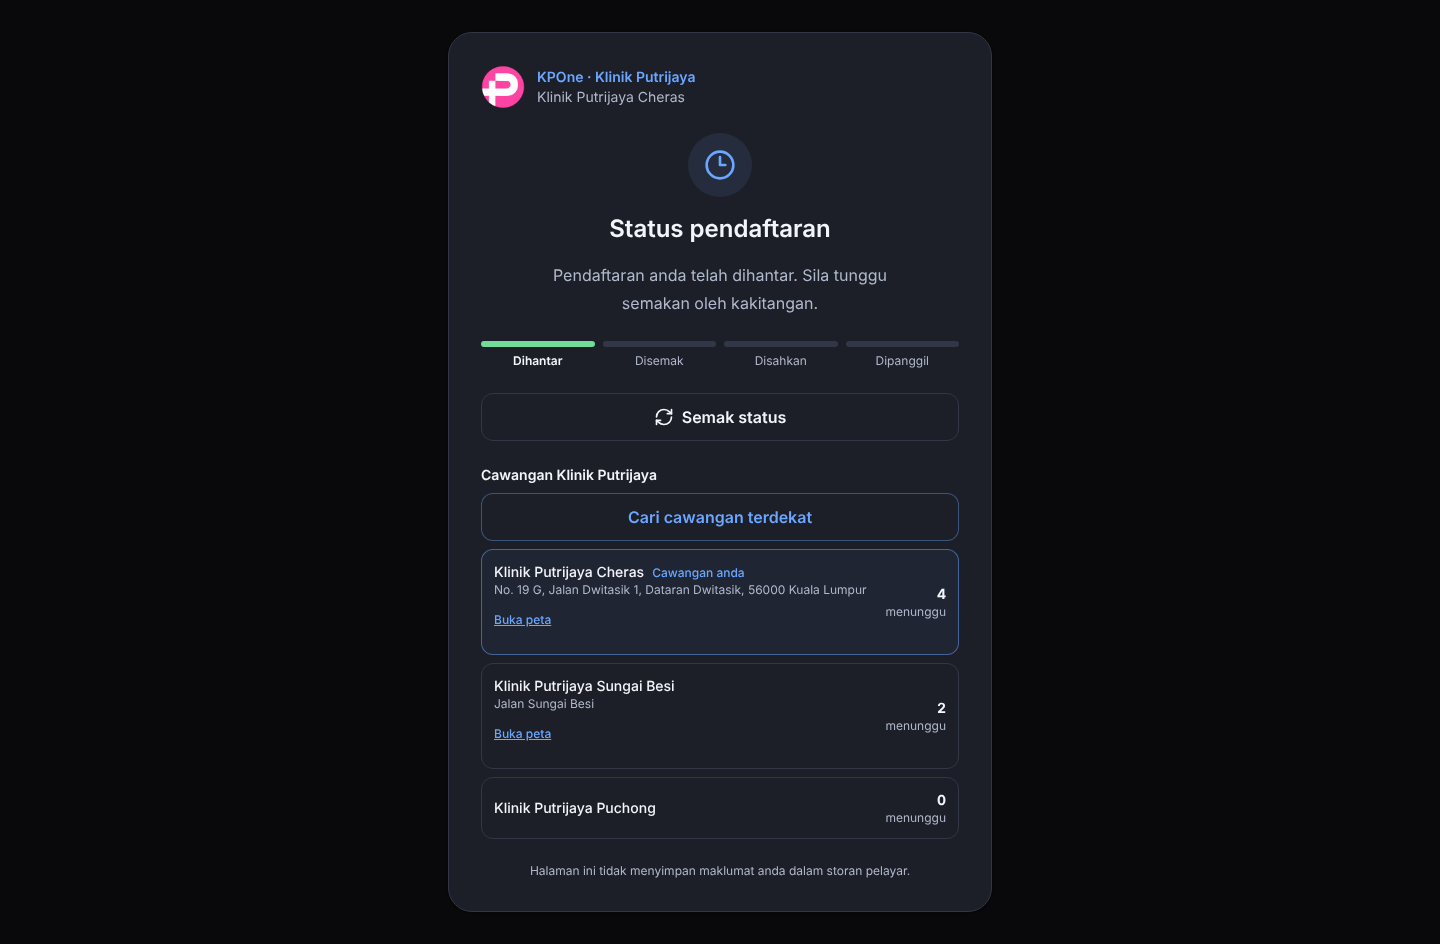 KPOne · Klinik Putrijaya
Klinik Putrijaya Cheras
Status pendaftaran
Pendaftaran anda telah dihantar. Sila tunggu
semakan oleh kakitangan.
Dihantar
Disemak
Disahkan
Dipanggil
Semak status
Cawangan Klinik Putrijaya
Cari cawangan terdekat
Klinik Putrijaya Cheras Cawangan anda
No. 19 G, Jalan Dwitasik 1, Dataran Dwitasik, 56000 Kuala Lumpur
Buka peta
4
menunggu
Klinik Putrijaya Sungai Besi
Jalan Sungai Besi
Buka peta
2
menunggu
Klinik Putrijaya Puchong
0
menunggu
Halaman ini tidak menyimpan maklumat anda dalam storan pelayar.